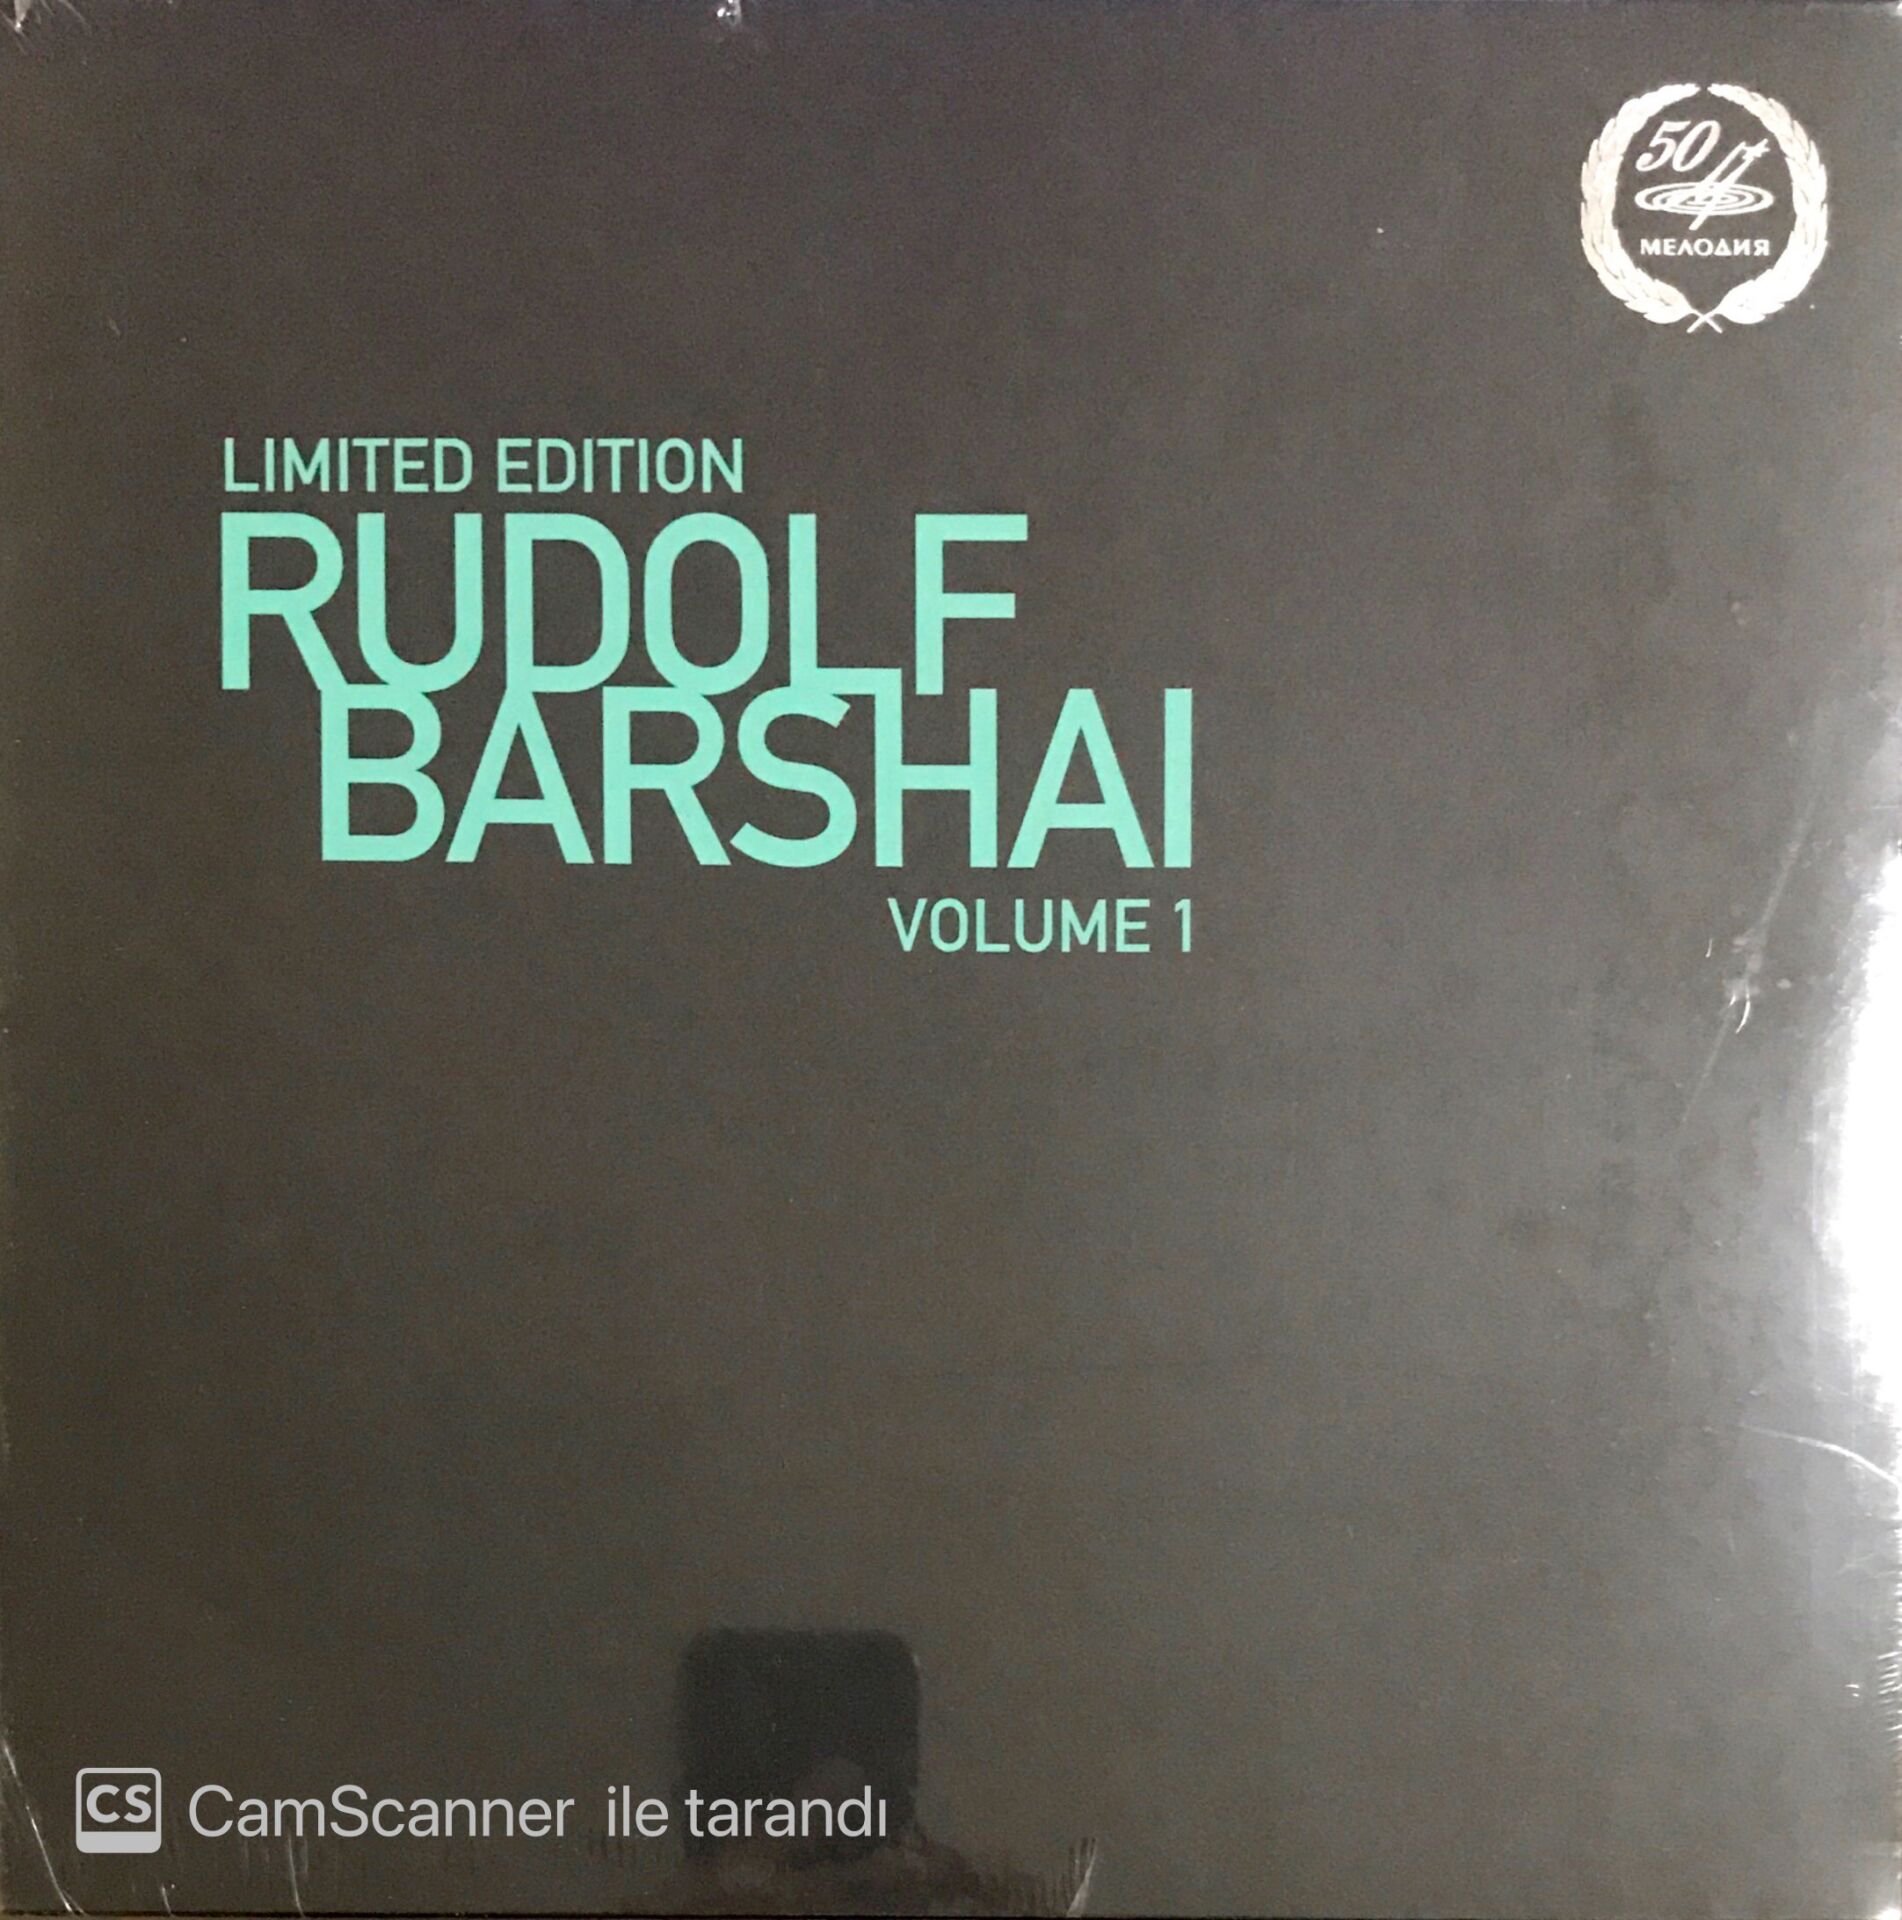 50
МЕЛОДИЯ
LIMITED EDITION
RUDOLF
BARSHAI
VOLUME 1
CS CamScanner ile tarandı